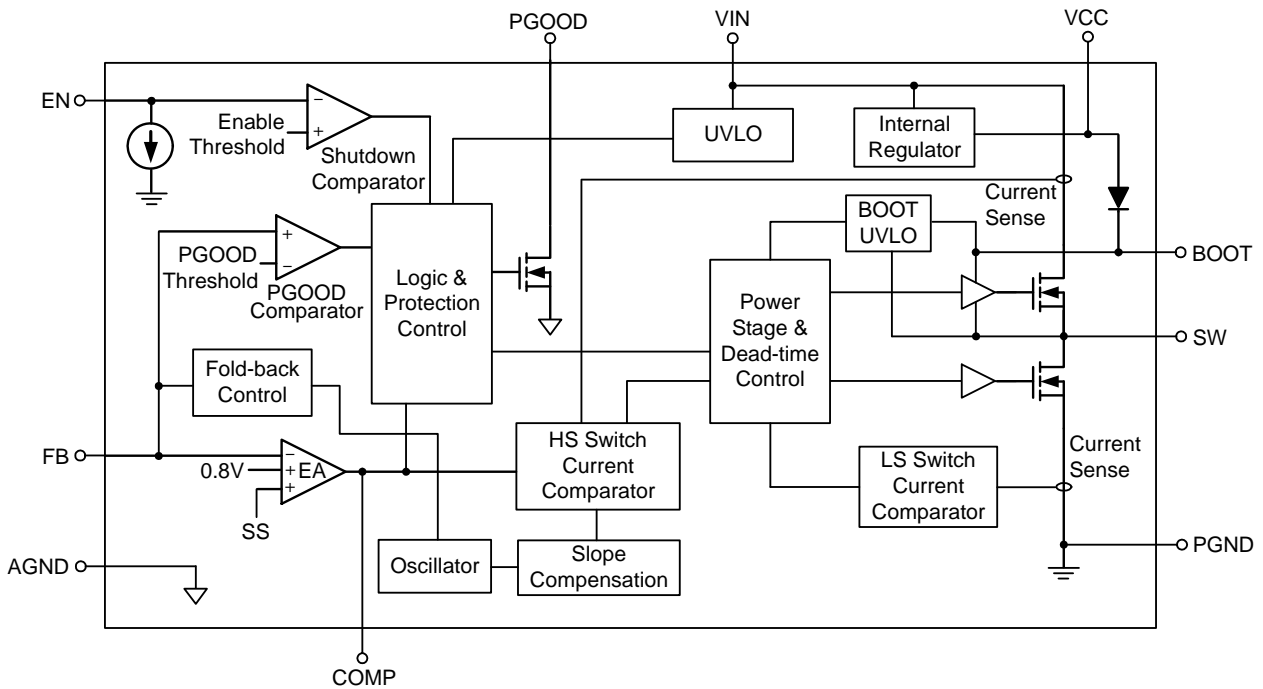 PGOOD
VIN
VCC
EN
−
+
Enable
Threshold
Shutdown
Comparator
UVLO
Internal
Regulator
Current
Sense
BOOT
UVLO
BOOT
+
−
PGOOD
Threshold
PGOOD
Comparator
Logic &
Protection
Control
Power
Stage &
Dead-time
Control
SW
Fold-back
Control
FB
0.8V
−
+
+
EA
SS
HS Switch
Current
Comparator
LS Switch
Current
Comparator
Current
Sense
AGND
Oscillator
Slope
Compensation
PGND
COMP